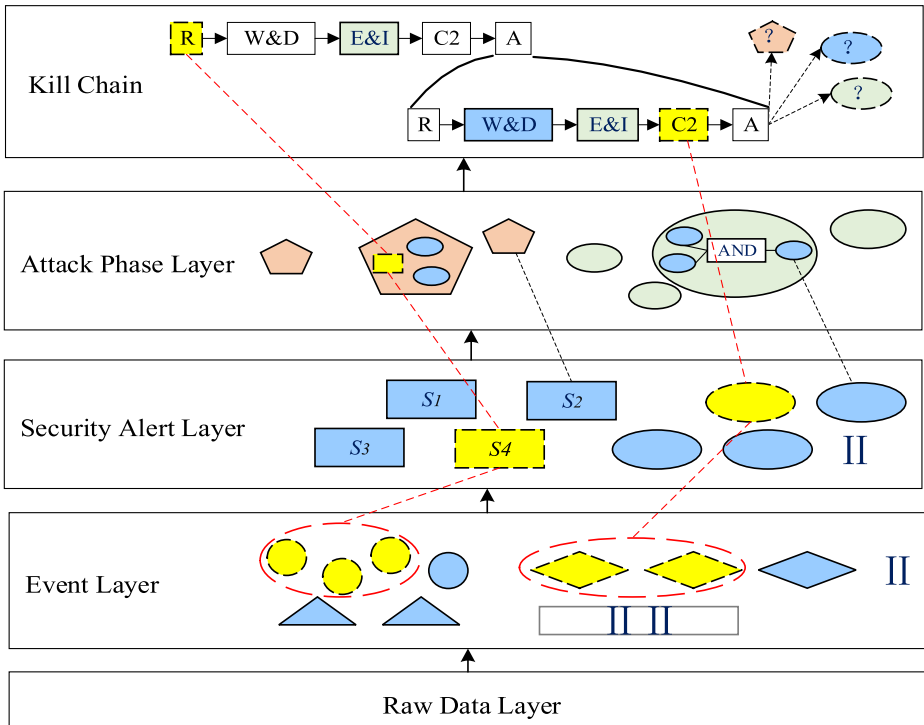 R W&D E&I C2 A
? ?
Kill Chain
?
R W&D E&I C2 A
Attack Phase Layer
AND
S1 S2
Security Alert Layer
S3 S4
II
Event Layer
II
II II
Raw Data Layer